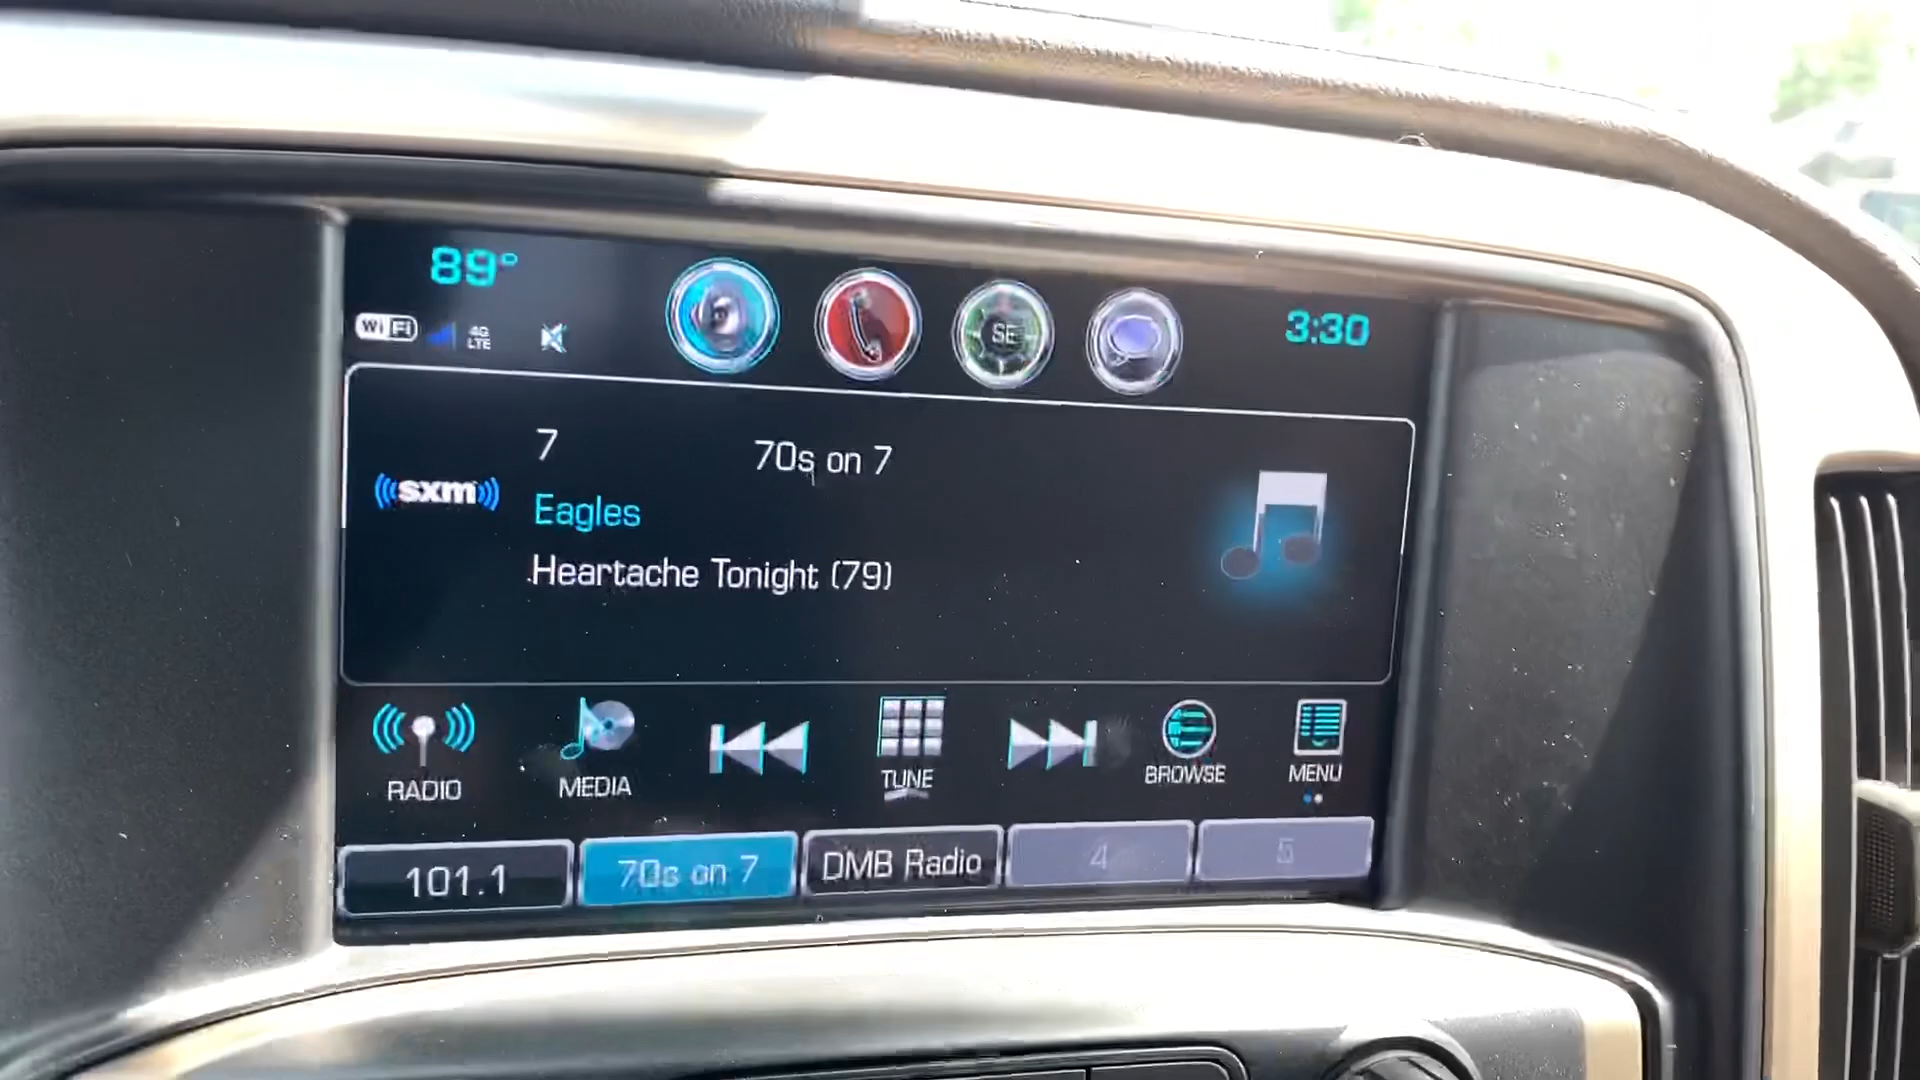 89°
3:30
WiFi
4G
LTE
SE
7
70s on 7
sxm
Eagles
Heartache Tonight (79)
RADIO
MEDIA
TUNE
BROWSE
MENU
101.1
70s on 7
DMB Radio
4
5